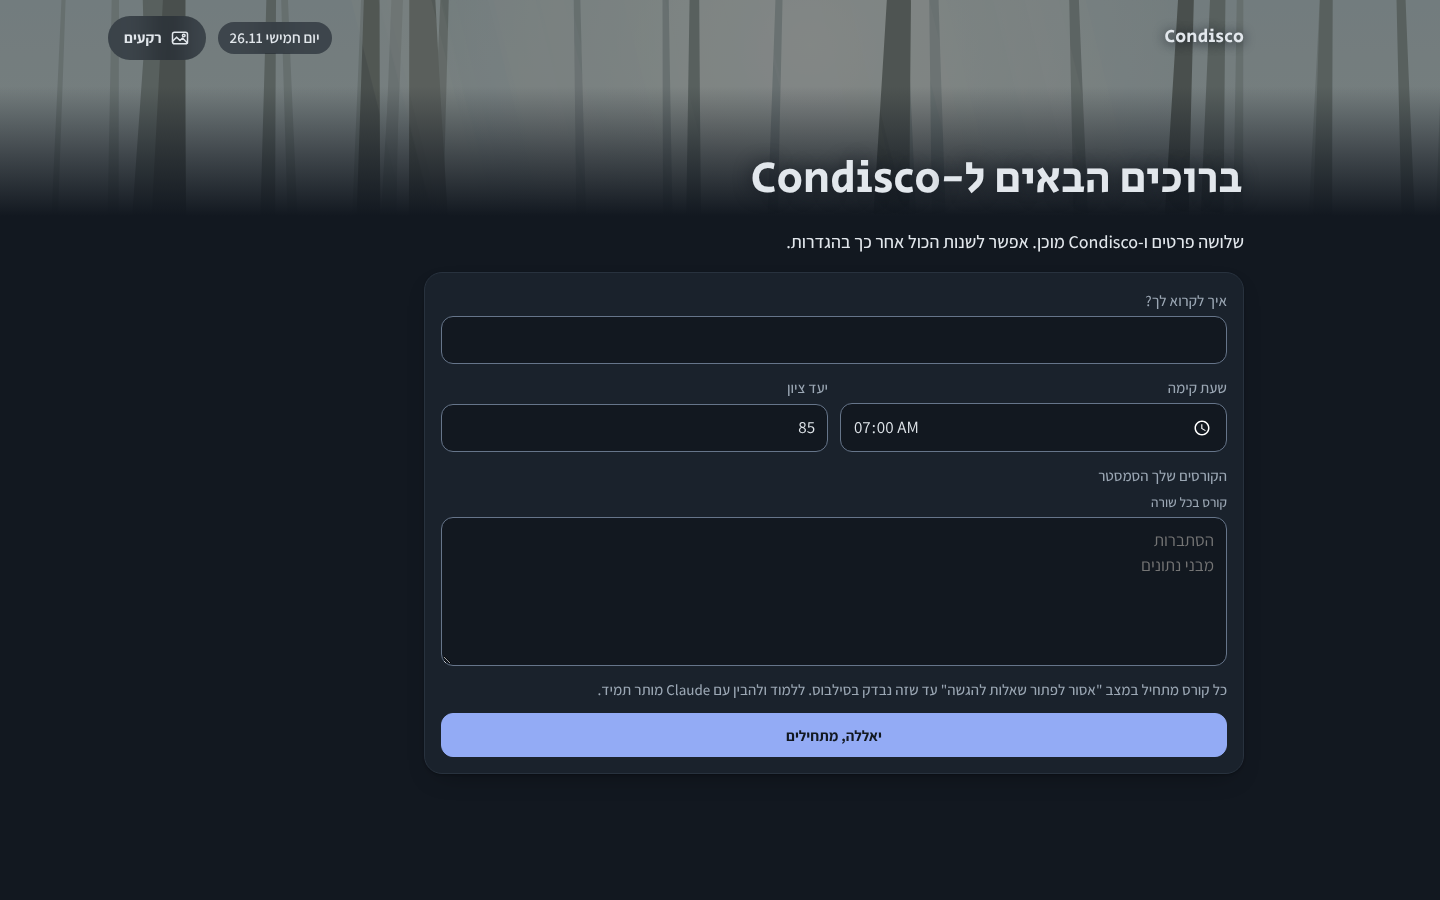 Condisco
יום חמישי 26.11
רקעים
ברוכים הבאים ל-Condisco
שלושה פרטים ו-Condisco מוכן. אפשר לשנות הכול אחר כך בהגדרות.
איך לקרוא לך?
שעת קימה
יעד ציון
07:00 AM
85
הקורסים שלך הסמסטר
קורס בכל שורה
הסתברות
מבני נתונים
כל קורס מתחיל במצב "אסור לפתור שאלות להגשה" עד שזה נבדק בסילבוס. ללמוד ולהבין עם Claude מותר תמיד.
יאללה, מתחילים